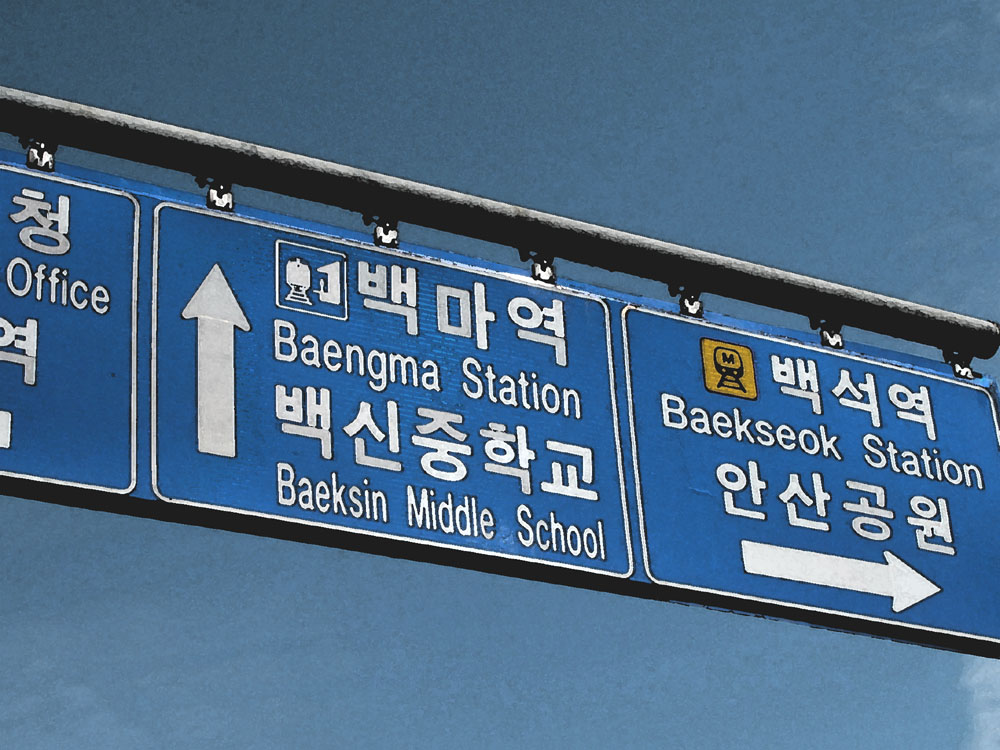 청
Office
역
백마역
Baengma Station
백신중학교
Baeksin Middle School
M
백석역
Baekseok Station
안산공원